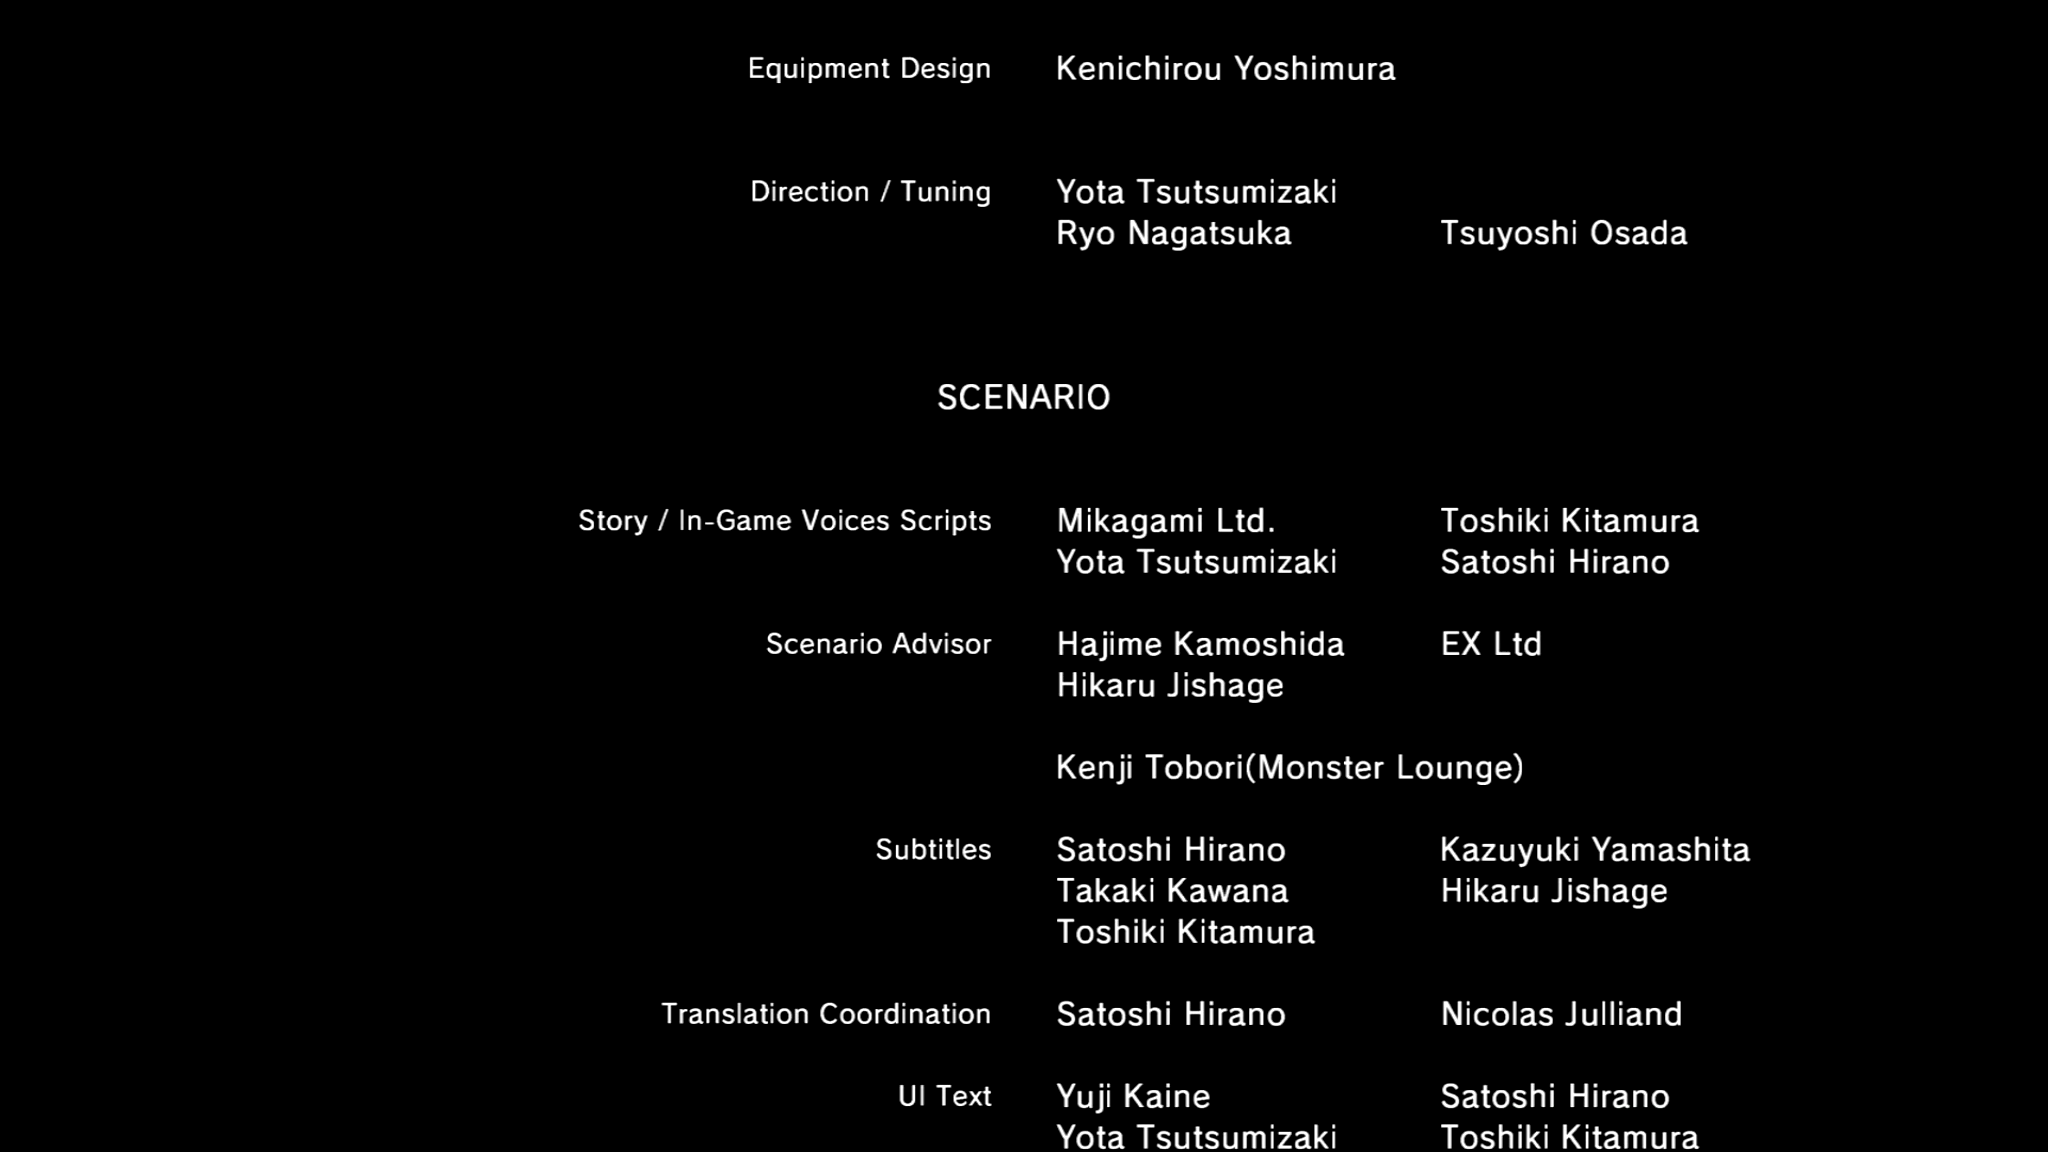 Equipment Design Kenichirou Yoshimura
Direction / Tuning Yota Tsutsumizaki
Ryo Nagatsuka Tsuyoshi Osada
SCENARIO
Story / In-Game Voices Scripts Mikagami Ltd. Toshiki Kitamura
Yota Tsutsumizaki Satoshi Hirano
Scenario Advisor Hajime Kamoshida EX Ltd
Hikaru Jishage
Kenji Tobori(Monster Lounge)
Subtitles Satoshi Hirano Kazuyuki Yamashita
Takaki Kawana Hikaru Jishage
Toshiki Kitamura
Translation Coordination Satoshi Hirano Nicolas Julliand
UI Text Yuji Kaine Satoshi Hirano
Yota Tsutsumizaki Toshiki Kitamura